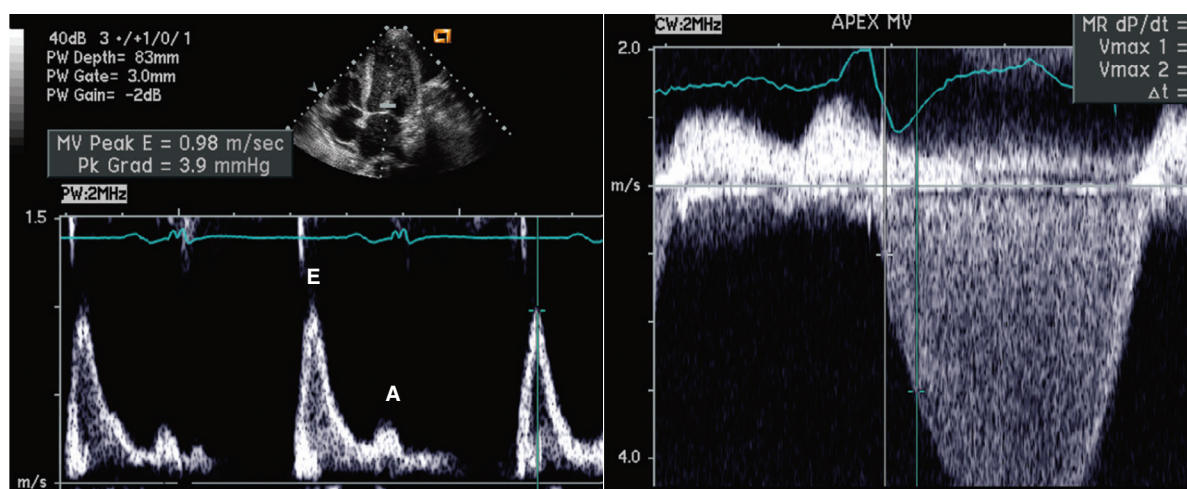 40dB 3 •/+1/0/ 1
PW Depth= 83mm
PW Gate= 3.0mm
PW Gain= -2dB
MV Peak E = 0.98 m/sec
Pk Grad = 3.9 mmHg
PW:2MHz
1.5
E
A
m/s
CW:2MHz
APEX MV
MR dP/dt =
Vmax 1 =
Vmax 2 =
Δt =
2.0
m/s
4.0